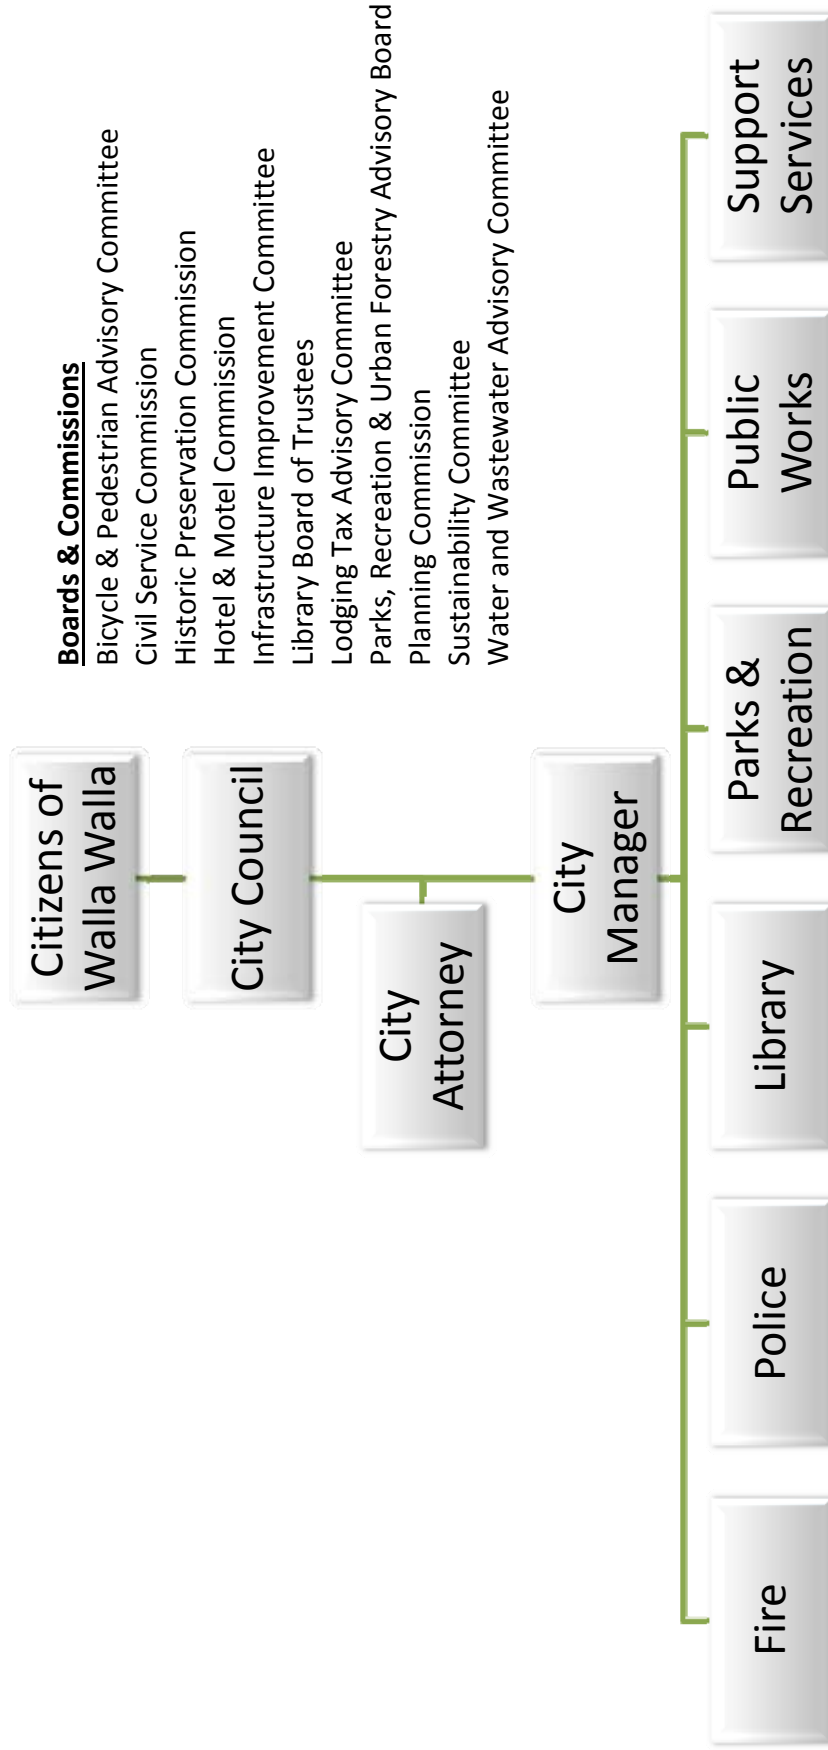 Citizens of
Walla Walla
City Council
Boards & Commissions
Bicycle & Pedestrian Advisory Committee
Civil Service Commission
Historic Preservation Commission
Hotel & Motel Commission
Infrastructure Improvement Committee
Library Board of Trustees
Lodging Tax Advisory Committee
Parks, Recreation & Urban Forestry Advisory Board
Planning Commission
Sustainability Committee
Water and Wastewater Advisory Committee
City
Attorney
City
Manager
Fire
Police
Library
Parks &
Recreation
Public
Works
Support
Services